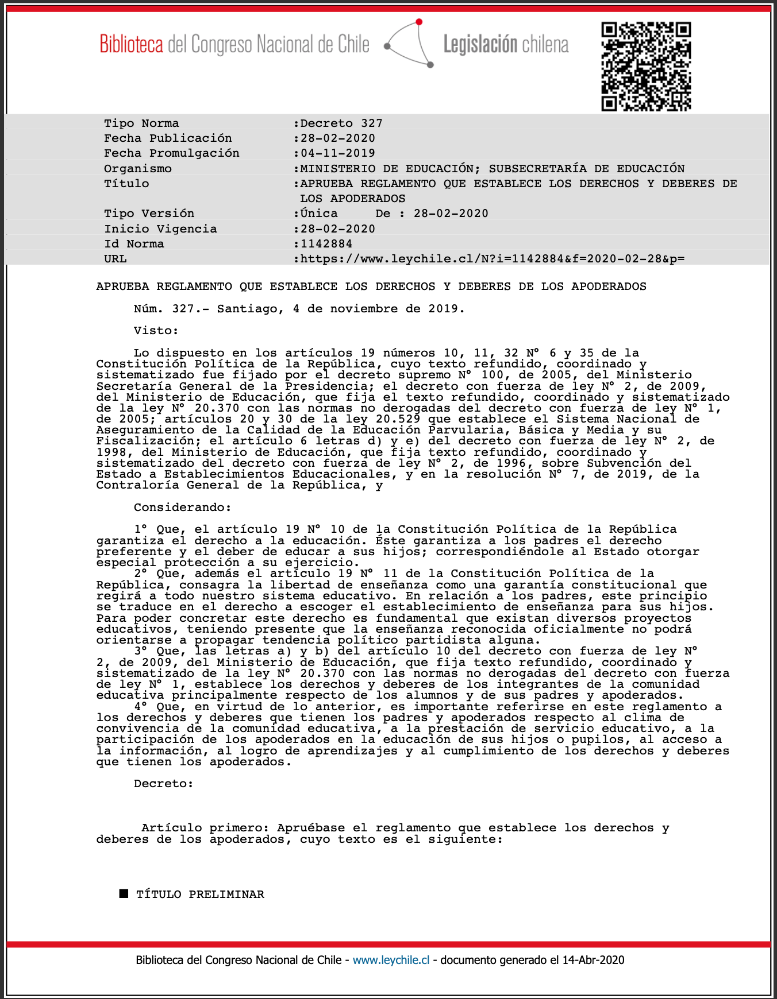 Biblioteca del Congreso Nacional de Chile Legislación chilena
Tipo Norma :Decreto 327
Fecha Publicación :28-02-2020
Fecha Promulgación :04-11-2019
Organismo :MINISTERIO DE EDUCACIÓN; SUBSECRETARÍA DE EDUCACIÓN
Título :APRUEBA REGLAMENTO QUE ESTABLECE LOS DERECHOS Y DEBERES DE
LOS APODERADOS
Tipo Versión :Única De : 28-02-2020
Inicio Vigencia :28-02-2020
Id Norma :1142884
URL :https://www.leychile.cl/N?i=1142884&f=2020-02-28&p=
APRUEBA REGLAMENTO QUE ESTABLECE LOS DERECHOS Y DEBERES DE LOS APODERADOS
Núm. 327.- Santiago, 4 de noviembre de 2019.
Visto:
Lo dispuesto en los artículos 19 números 10, 11, 32 N° 6 y 35 de la
Constitución Política de la República, cuyo texto refundido, coordinado y
sistematizado fue fijado por el decreto supremo N° 100, de 2005, del Ministerio
Secretaría General de la Presidencia; el decreto con fuerza de ley N° 2, de 2009,
del Ministerio de Educación, que fija el texto refundido, coordinado y sistematizado
de la ley N° 20.370 con las normas no derogadas del decreto con fuerza de ley N° 1,
de 2005; artículos 20 y 30 de la ley 20.529 que establece el Sistema Nacional de
Aseguramiento de la Calidad de la Educación Parvularia, Básica y Media y su
Fiscalización; el artículo 6 letras d) y e) del decreto con fuerza de ley N° 2, de
1998, del Ministerio de Educación, que fija texto refundido, coordinado y
sistematizado del decreto con fuerza de ley N° 2, de 1996, sobre Subvención del
Estado a Establecimientos Educacionales, y en la resolución N° 7, de 2019, de la
Contraloría General de la República, y
Considerando:
1° Que, el artículo 19 N° 10 de la Constitución Política de la República
garantiza el derecho a la educación. Éste garantiza a los padres el derecho
preferente y el deber de educar a sus hijos; correspondiéndole al Estado otorgar
especial protección a su ejercicio.
2° Que, además el artículo 19 N° 11 de la Constitución Política de la
República, consagra la libertad de enseñanza como una garantía constitucional que
regirá a todo nuestro sistema educativo. En relación a los padres, este principio
se traduce en el derecho a escoger el establecimiento de enseñanza para sus hijos.
Para poder concretar este derecho es fundamental que existan diversos proyectos
educativos, teniendo presente que la enseñanza reconocida oficialmente no podrá
orientarse a propagar tendencia político partidista alguna.
3° Que, las letras a) y b) del artículo 10 del decreto con fuerza de ley N°
2, de 2009, del Ministerio de Educación, que fija texto refundido, coordinado y
sistematizado de la ley N° 20.370 con las normas no derogadas del decreto con fuerza
de ley N° 1, establece los derechos y deberes de los integrantes de la comunidad
educativa principalmente respecto de los alumnos y de sus padres y apoderados.
4° Que, en virtud de lo anterior, es importante referirse en este reglamento a
los derechos y deberes que tienen los padres y apoderados respecto al clima de
convivencia de la comunidad educativa, a la prestación de servicio educativo, a la
participación de los apoderados en la educación de sus hijos o pupilos, al acceso a
la información, al logro de aprendizajes y al cumplimiento de los derechos y deberes
que tienen los apoderados.
Decreto:
Artículo primero: Apruébase el reglamento que establece los derechos y
deberes de los apoderados, cuyo texto es el siguiente:
TÍTULO PRELIMINAR
Biblioteca del Congreso Nacional de Chile - www.leychile.cl - documento generado el 14-Abr-2020